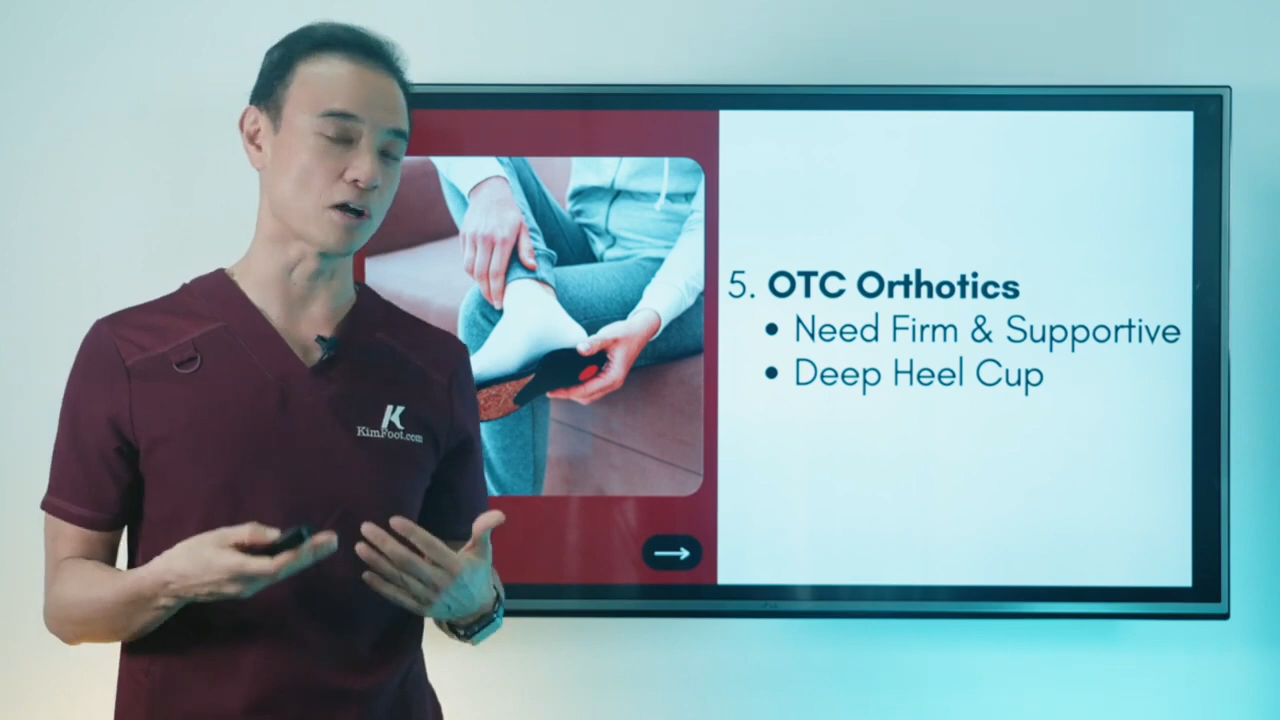 5. OTC Orthotics
• Need Firm & Supportive
• Deep Heel Cup
K
KimFoot.com